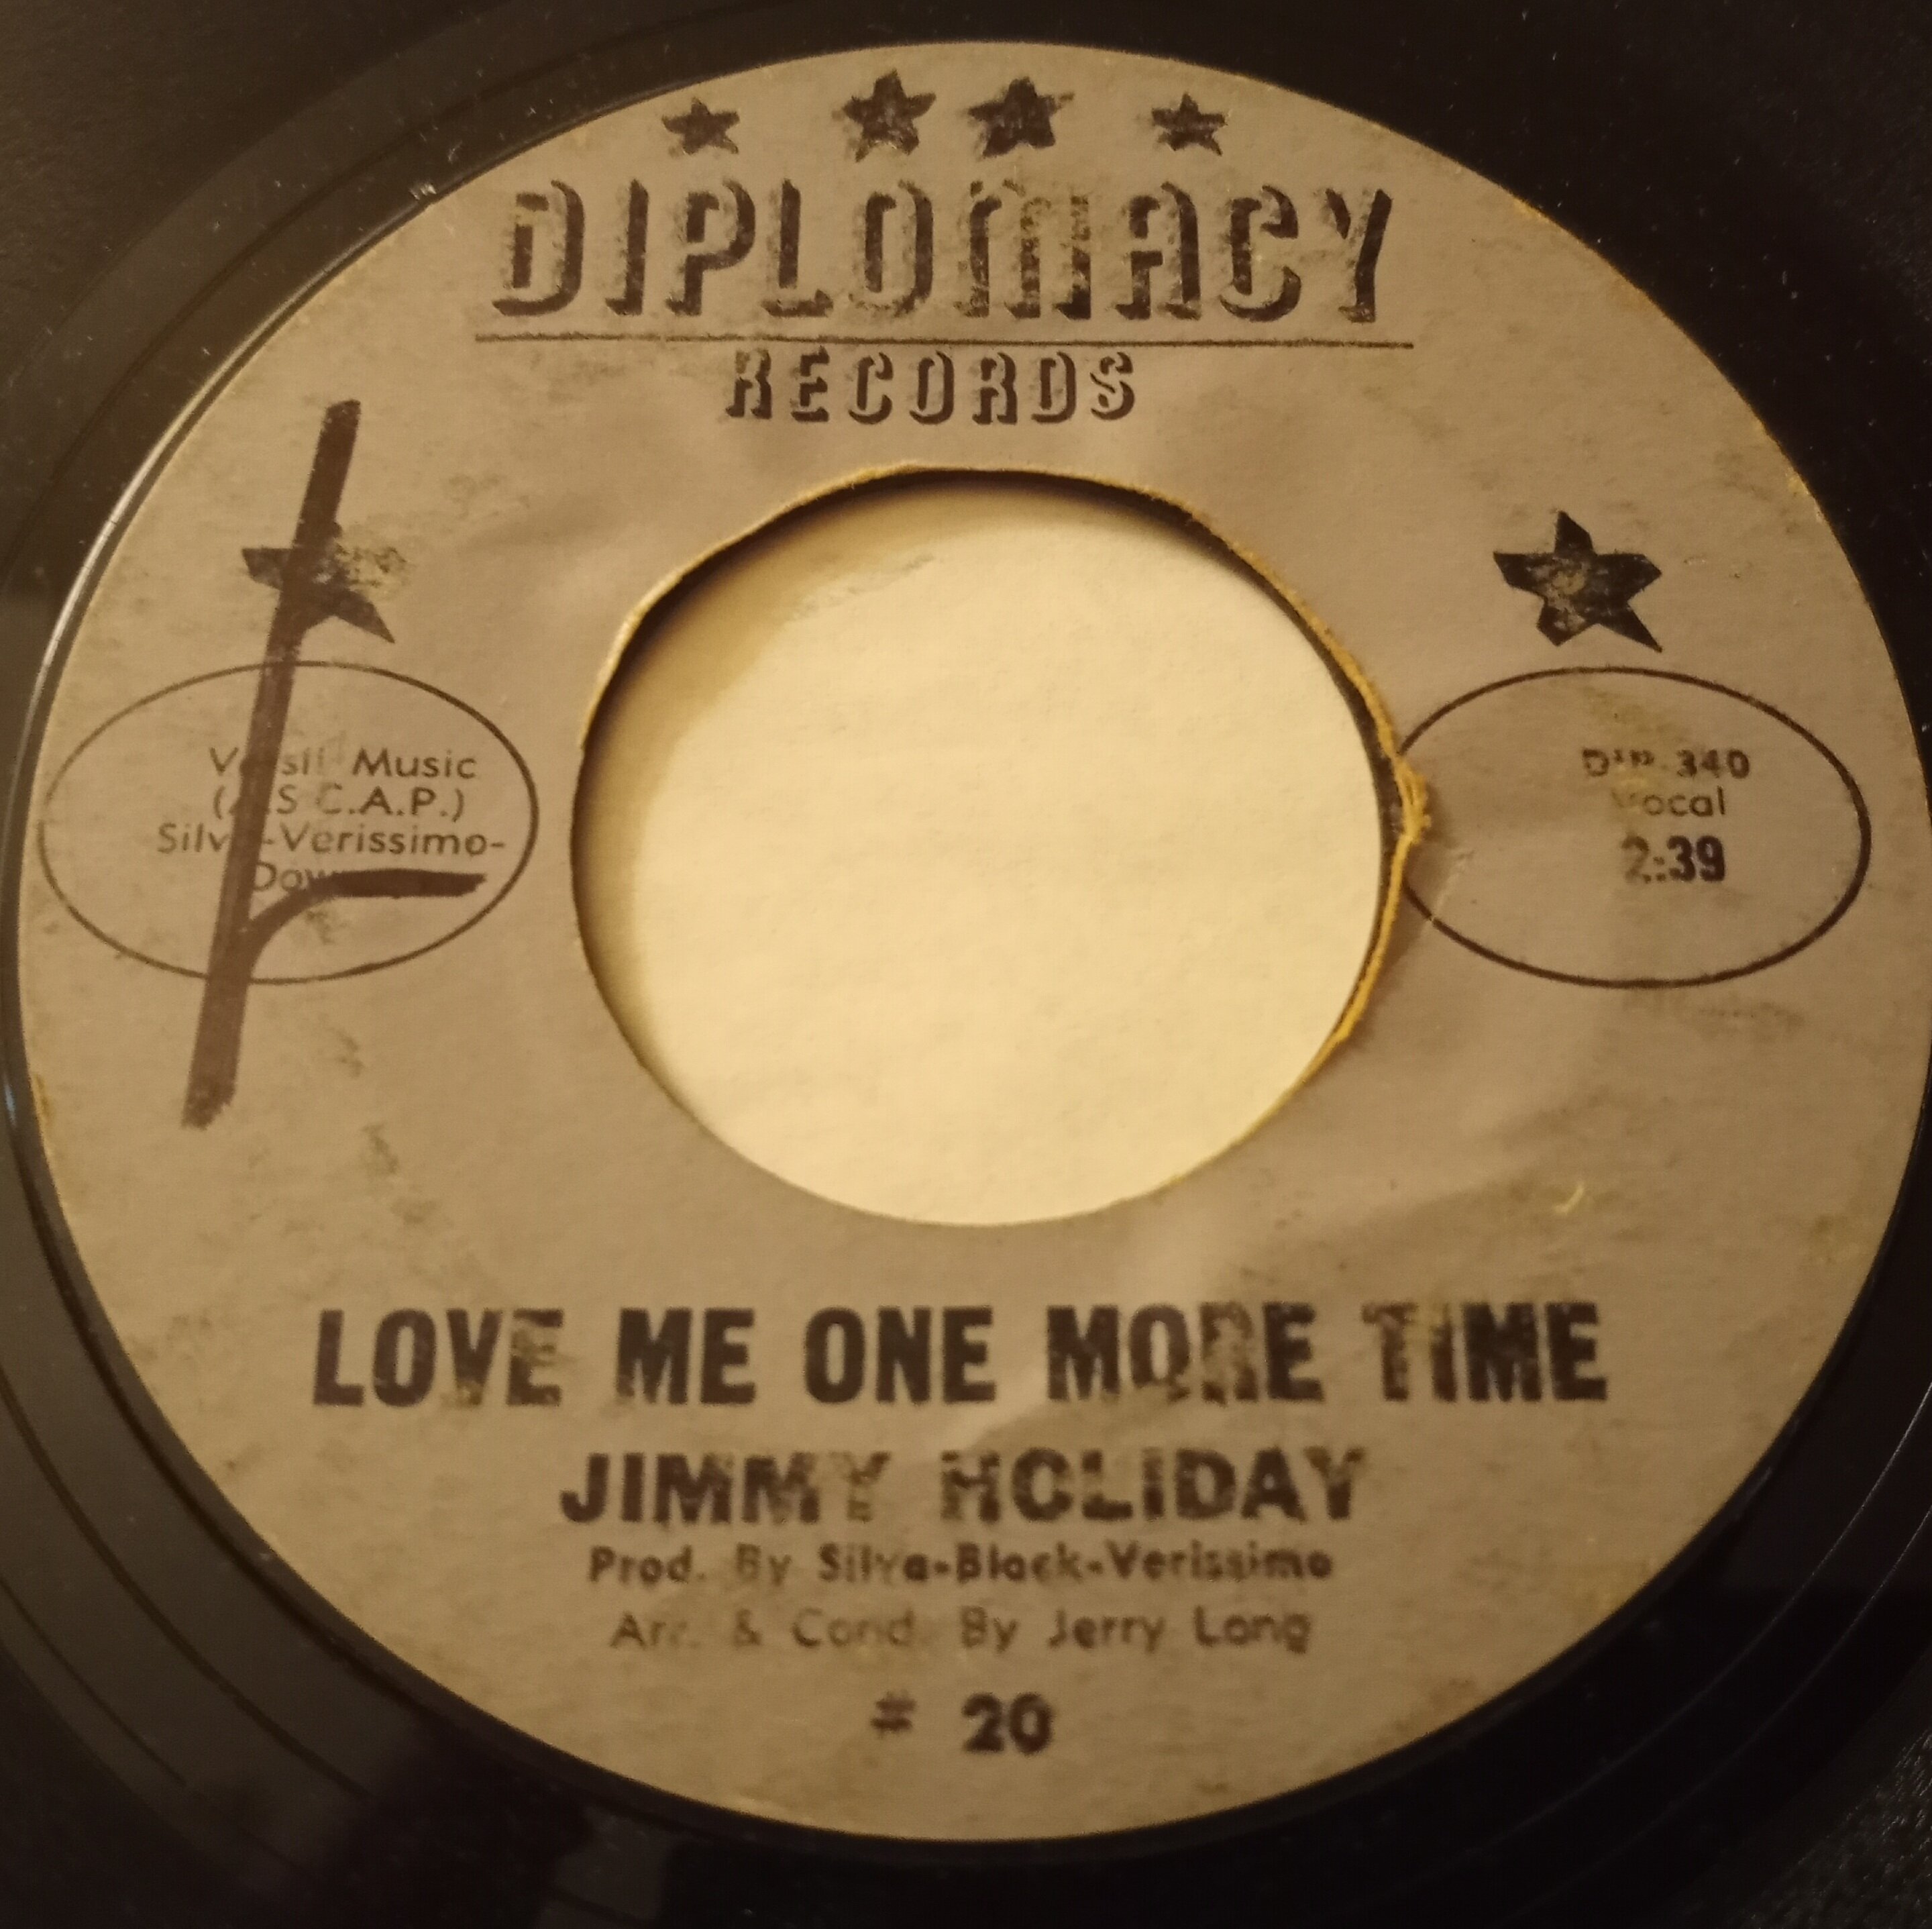 DIPLOMACY
RECORDS
Music
C.A.P.)
-Verissimo-
340
Vocal
2:39
LOVE ME ONE MORE TIME
JIMMY HOLIDAY
Prod. By Silva-Black-Verissimo
Arr. & Cond. By Jerry Long
# 20